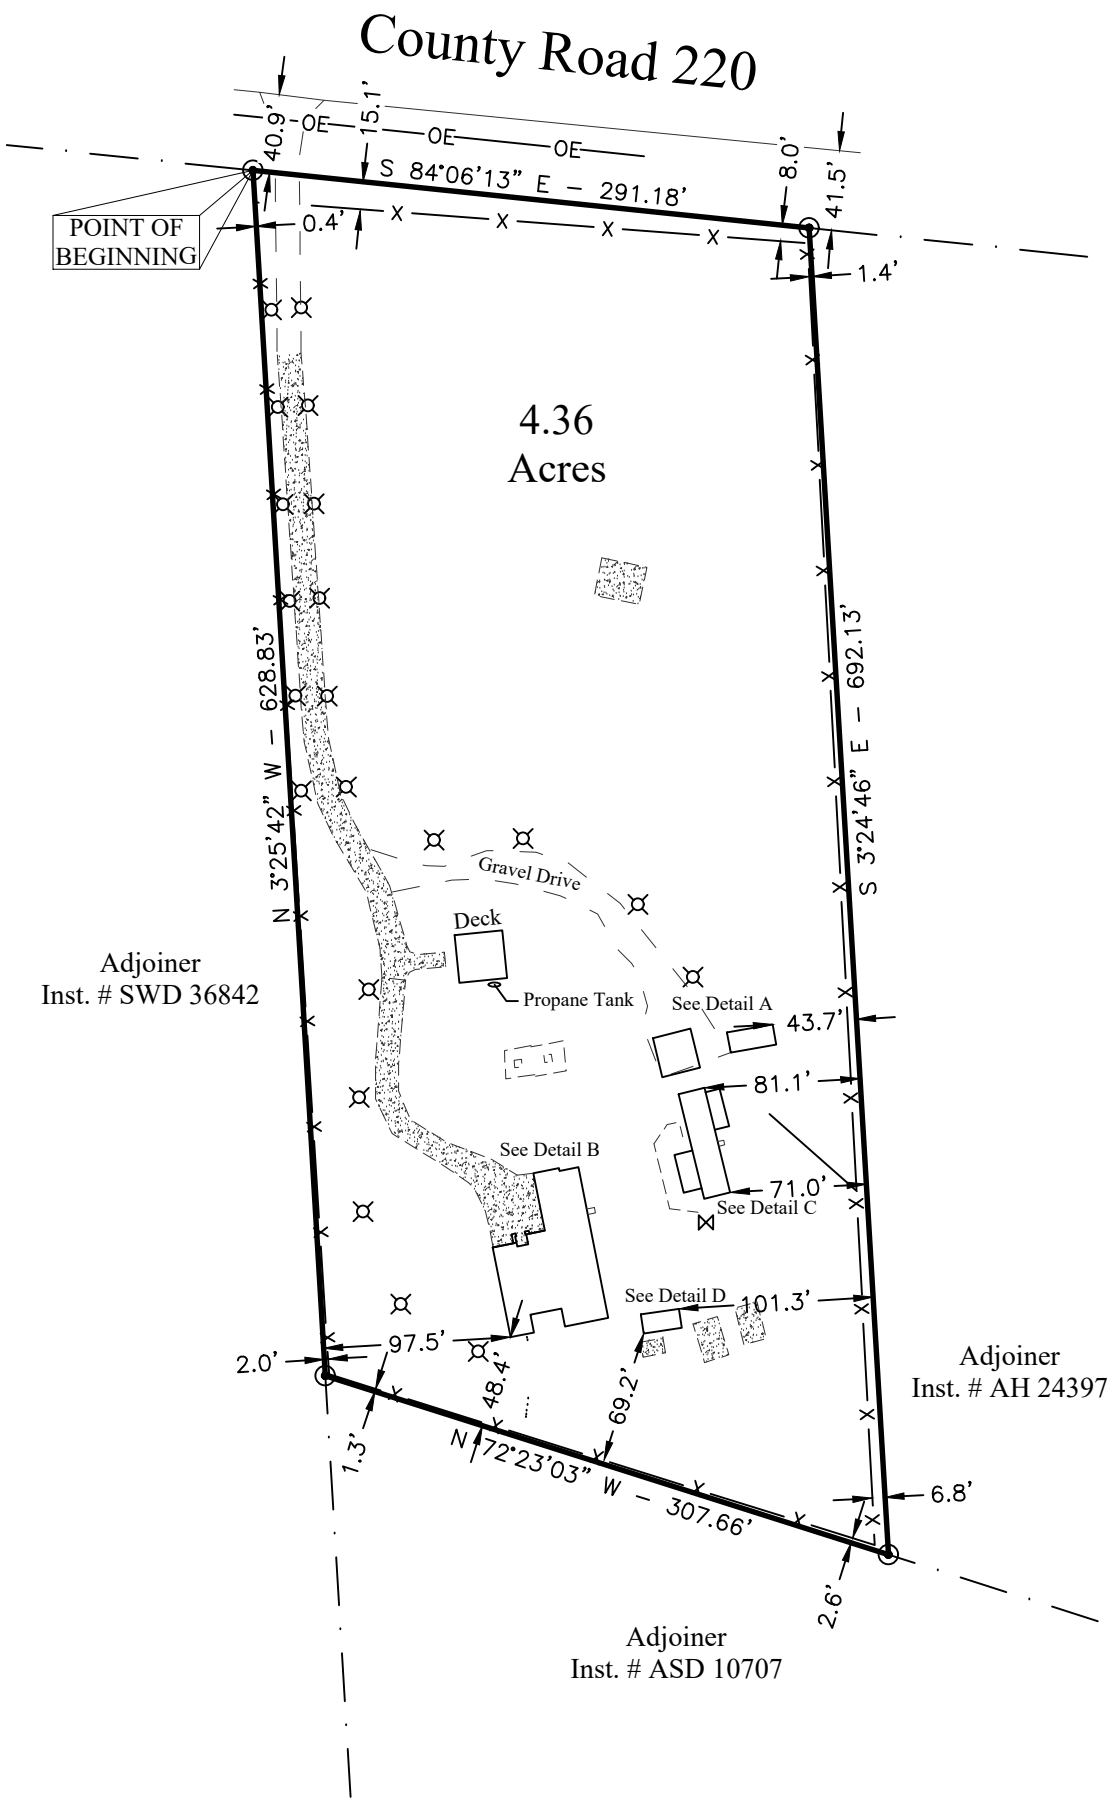 County Road 220
40.9'
15.1'
OE
OE
OE
8.0'
41.5'
S 84°06'13" E - 291.18'
POINT OF
BEGINNING
0.4'
X
X
X
X
1.4'
4.36
Acres
N 3°25'42" W - 628.83'
S 3°24'46" E - 692.13'
Gravel Drive
Deck
Adjoiner
Inst. # SWD 36842
Propane Tank
See Detail A
43.7'
81.1'
See Detail B
71.0'
See Detail C
See Detail D
101.3'
97.5'
2.0'
48.4'
69.2'
1.3'
Adjoiner
Inst. # AH 24397
N 72°23'03" W - 307.66'
6.8'
2.6'
Adjoiner
Inst. # ASD 10707